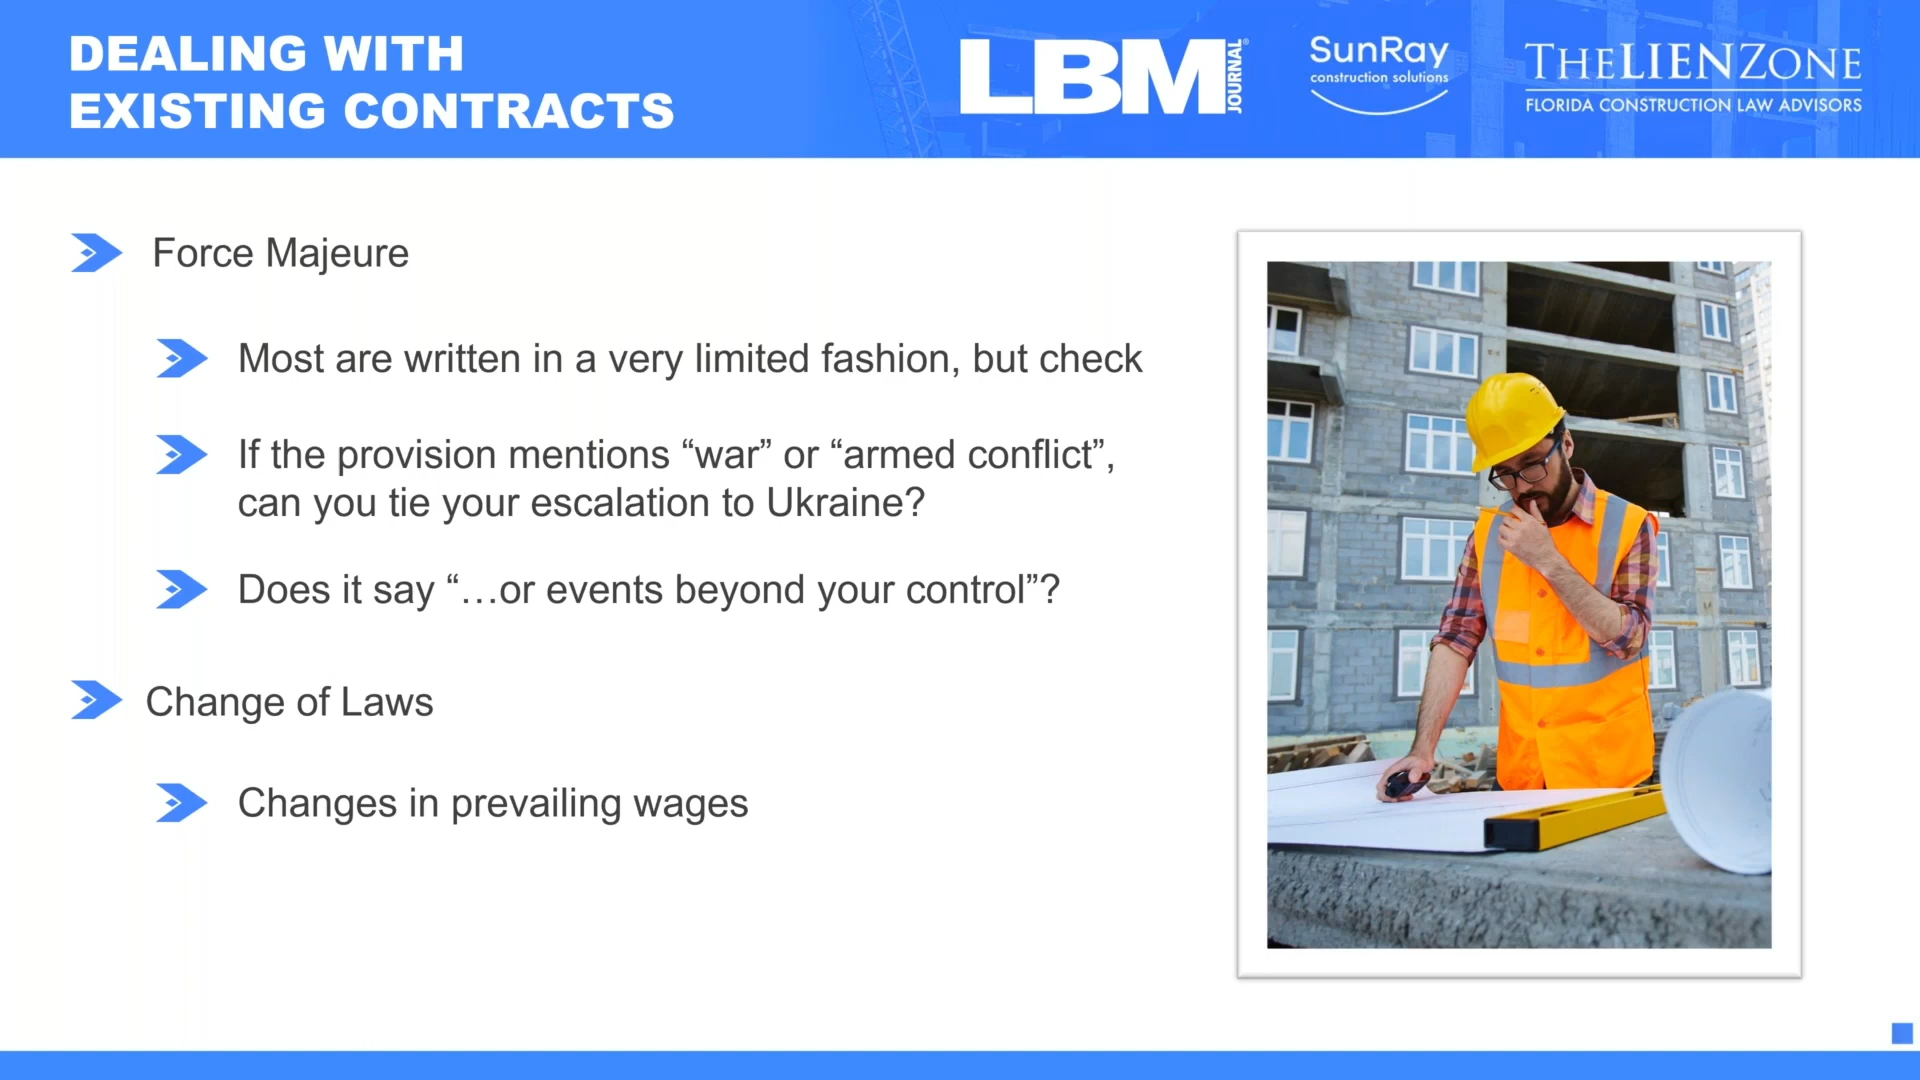 DEALING WITH
EXISTING CONTRACTS
LBM JOURNAL®
SunRay
construction solutions
THELIENZONE
FLORIDA CONSTRUCTION LAW ADVISORS
Force Majeure
Most are written in a very limited fashion, but check
If the provision mentions “war” or “armed conflict”,
can you tie your escalation to Ukraine?
Does it say “…or events beyond your control”?
Change of Laws
Changes in prevailing wages